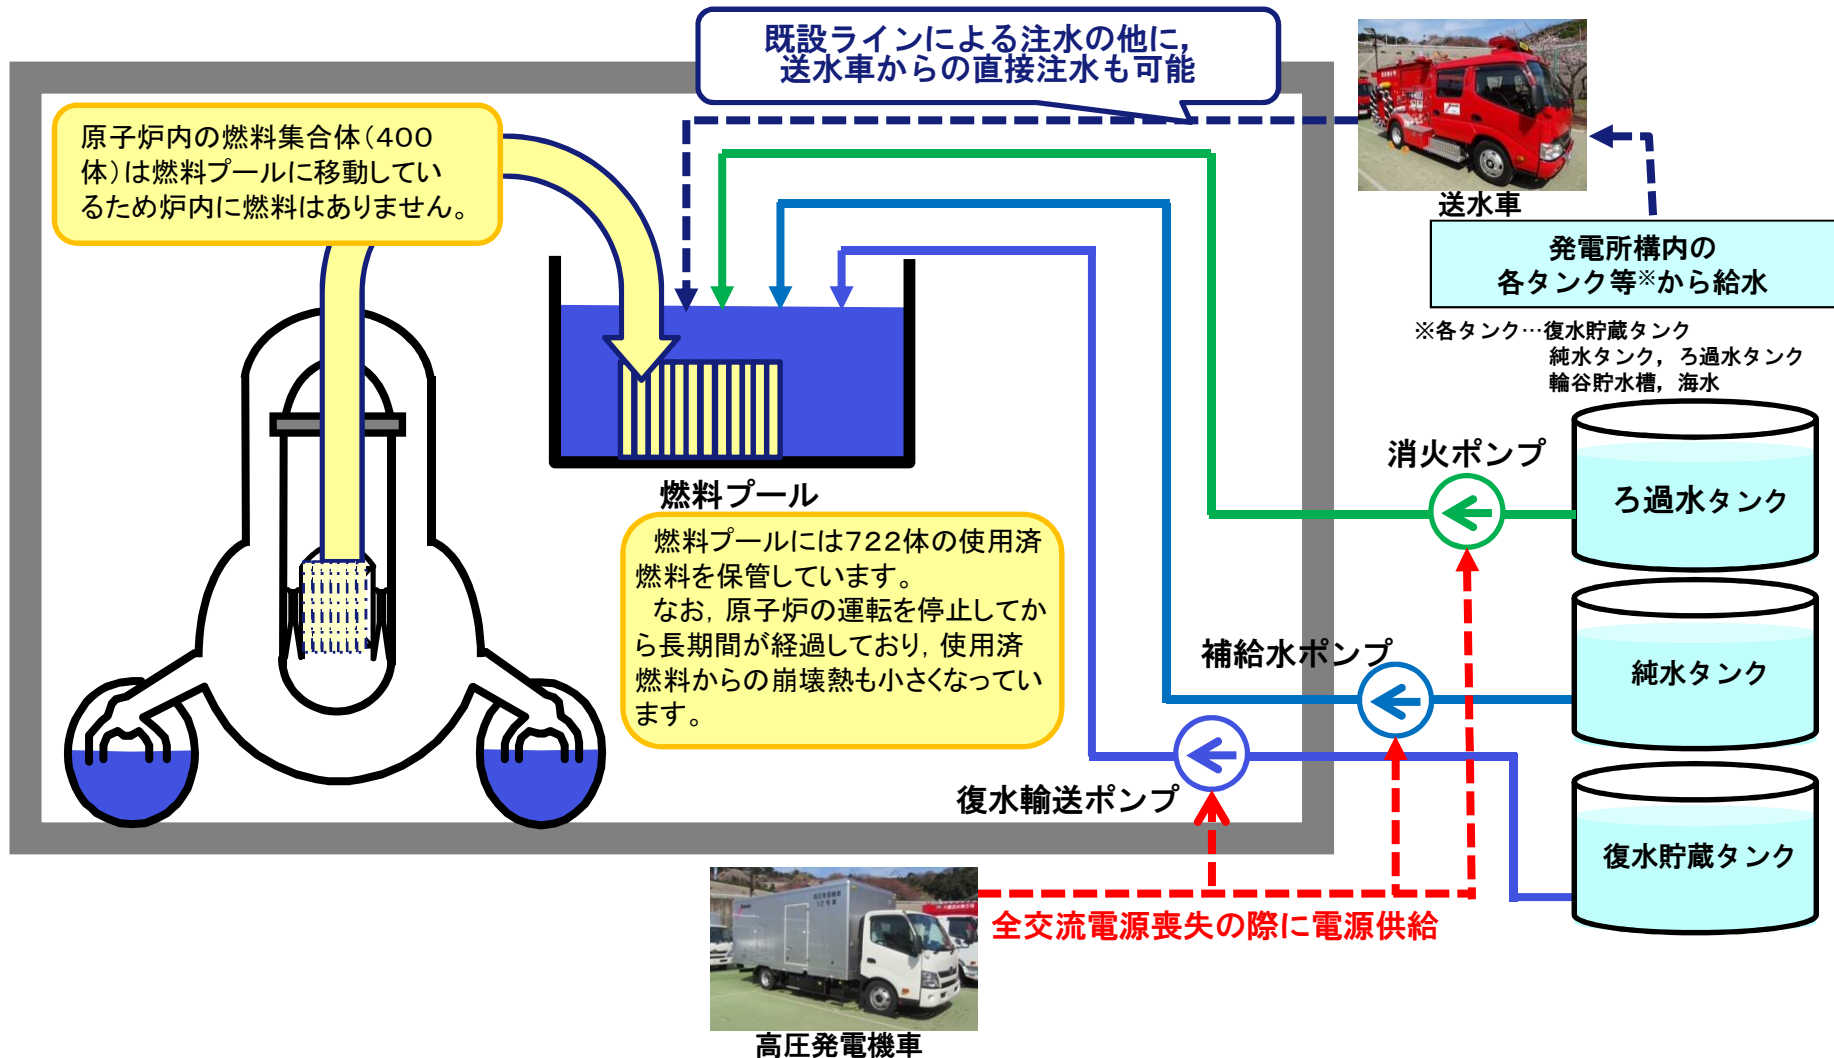 既設ラインによる注水の他に,
送水車からの直接注水も可能
原子炉内の燃料集合体(400
体)は燃料プールに移動してい
るため炉内に燃料はありません。
送水車
発電所構内の
各タンク等※から給水
※各タンク…復水貯蔵タンク
純水タンク, ろ過水タンク
輪谷貯水槽, 海水
消火ポンプ
ろ過水タンク
燃料プール
燃料プールには722体の使用済
燃料を保管しています。
なお, 原子炉の運転を停止してか
ら長期間が経過しており, 使用済
燃料からの崩壊熱も小さくなってい
ます。
補給水ポンプ
純水タンク
復水輸送ポンプ
復水貯蔵タンク
全交流電源喪失の際に電源供給
高圧発電機車